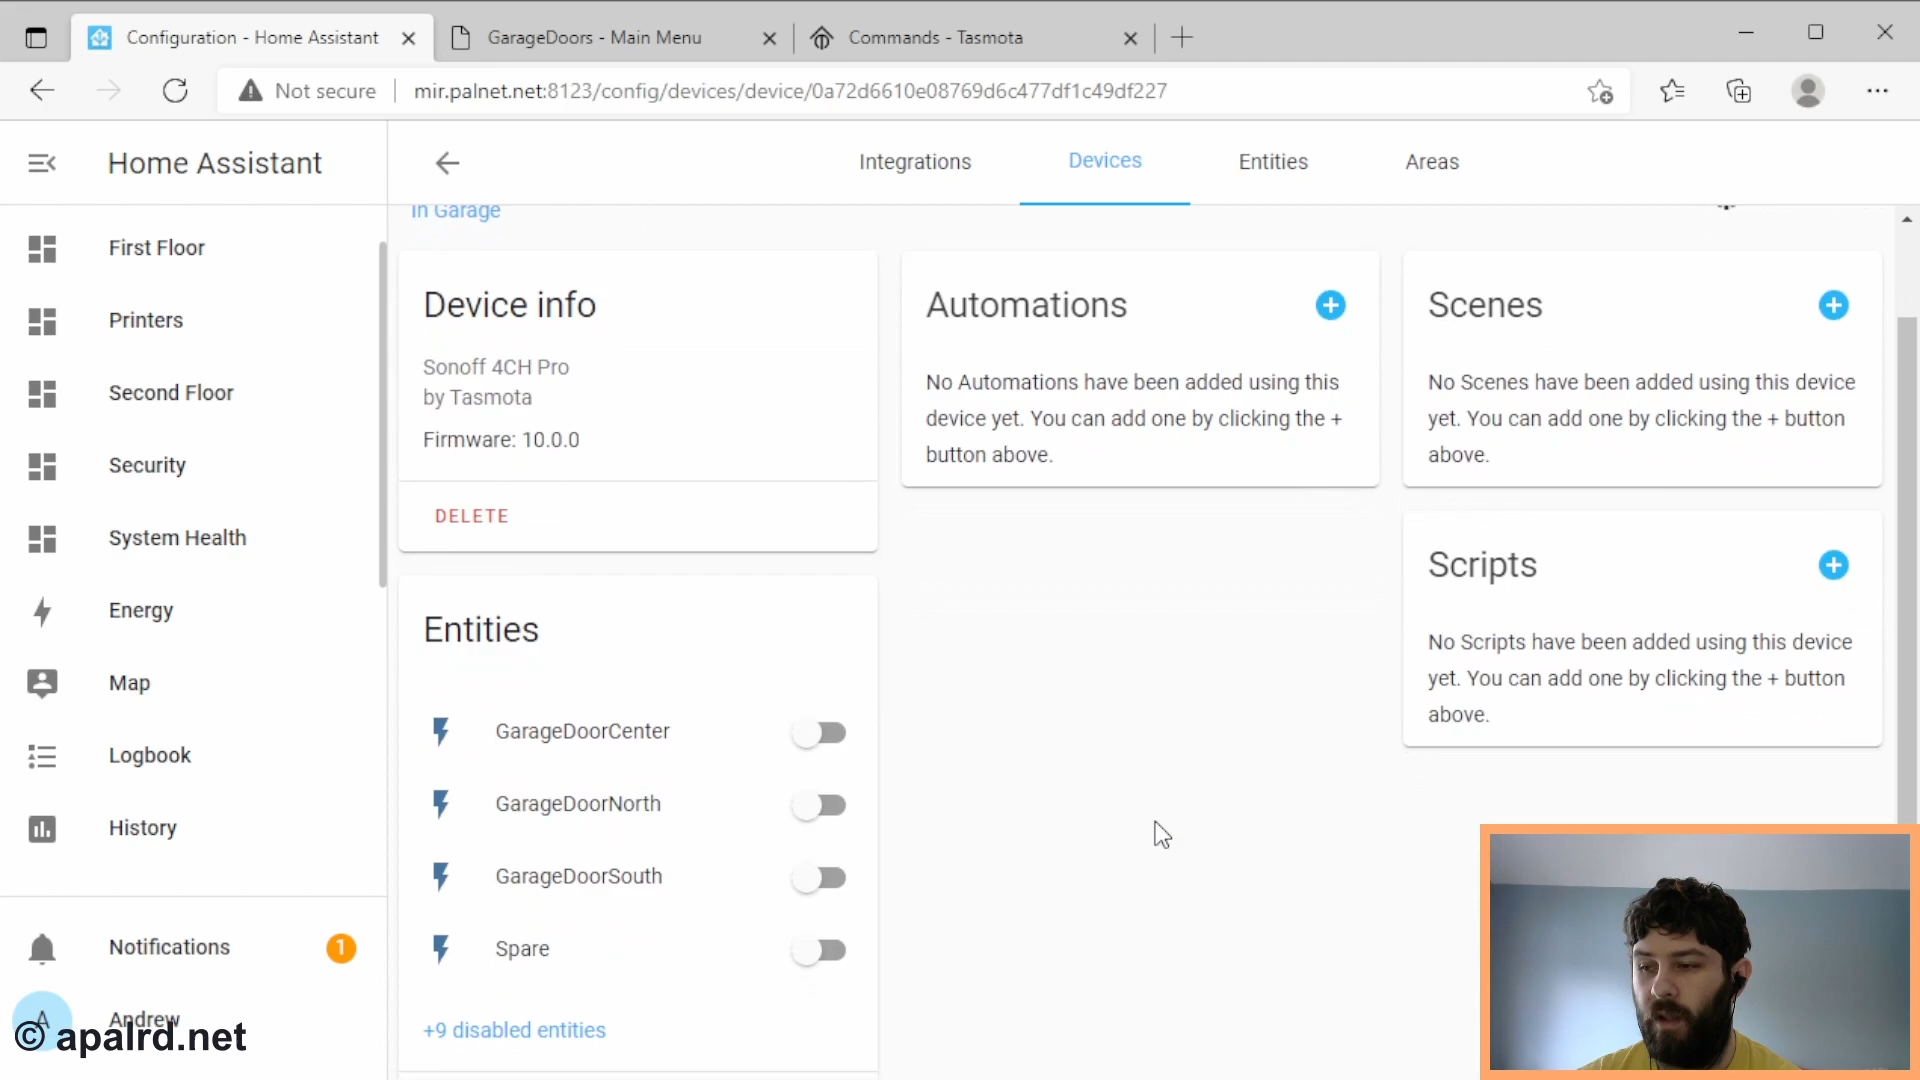 Configuration - Home Assistant
GarageDoors - Main Menu
Commands - Tasmota
Not secure
mir.palnet.net:8123/config/devices/device/0a72d6610e08769d6c477df1c49df227
Home Assistant
Integrations
Devices
Entities
Areas
First Floor
Printers
Second Floor
Security
System Health
Energy
Map
Logbook
History
Notifications
1
A
Andrew
© apalrd.net
In Garage
Device info
Sonoff 4CH Pro
by Tasmota
Firmware: 10.0.0
DELETE
Entities
GarageDoorCenter
GarageDoorNorth
GarageDoorSouth
Spare
+9 disabled entities
Automations
No Automations have been added using this
device yet. You can add one by clicking the +
button above.
Scenes
No Scenes have been added using this device
yet. You can add one by clicking the + button
above.
Scripts
No Scripts have been added using this device
yet. You can add one by clicking the + button
above.